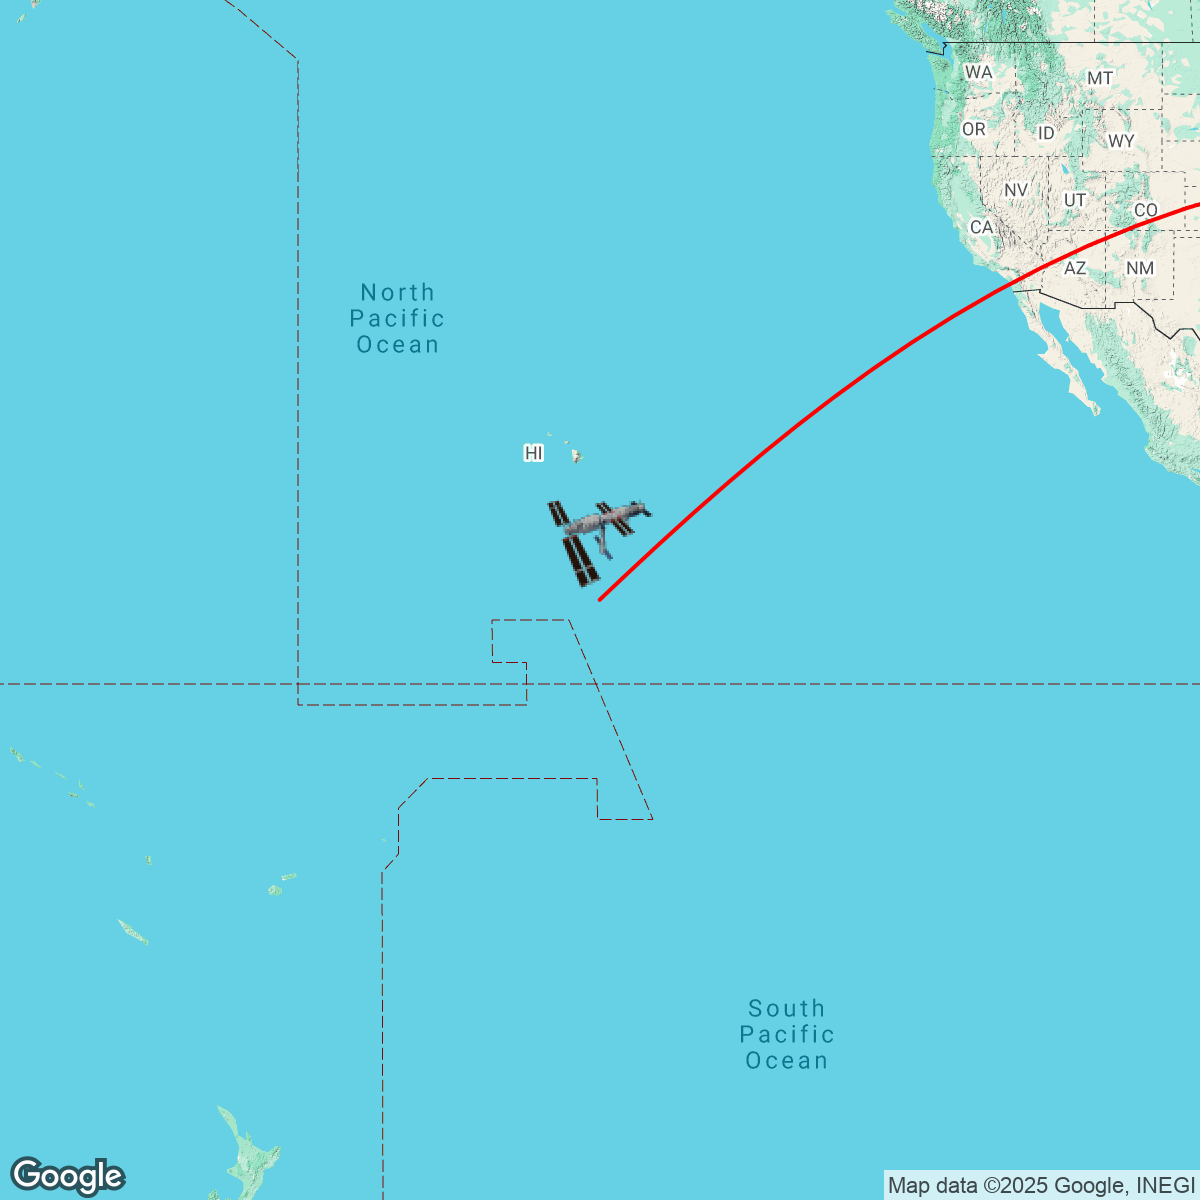 WA
MT
OR
ID
WY
NV
UT
CO
CA
AZ
NM
North
Pacific
Ocean
HI
South
Pacific
Ocean
Google
Map data ©2025 Google, INEGI